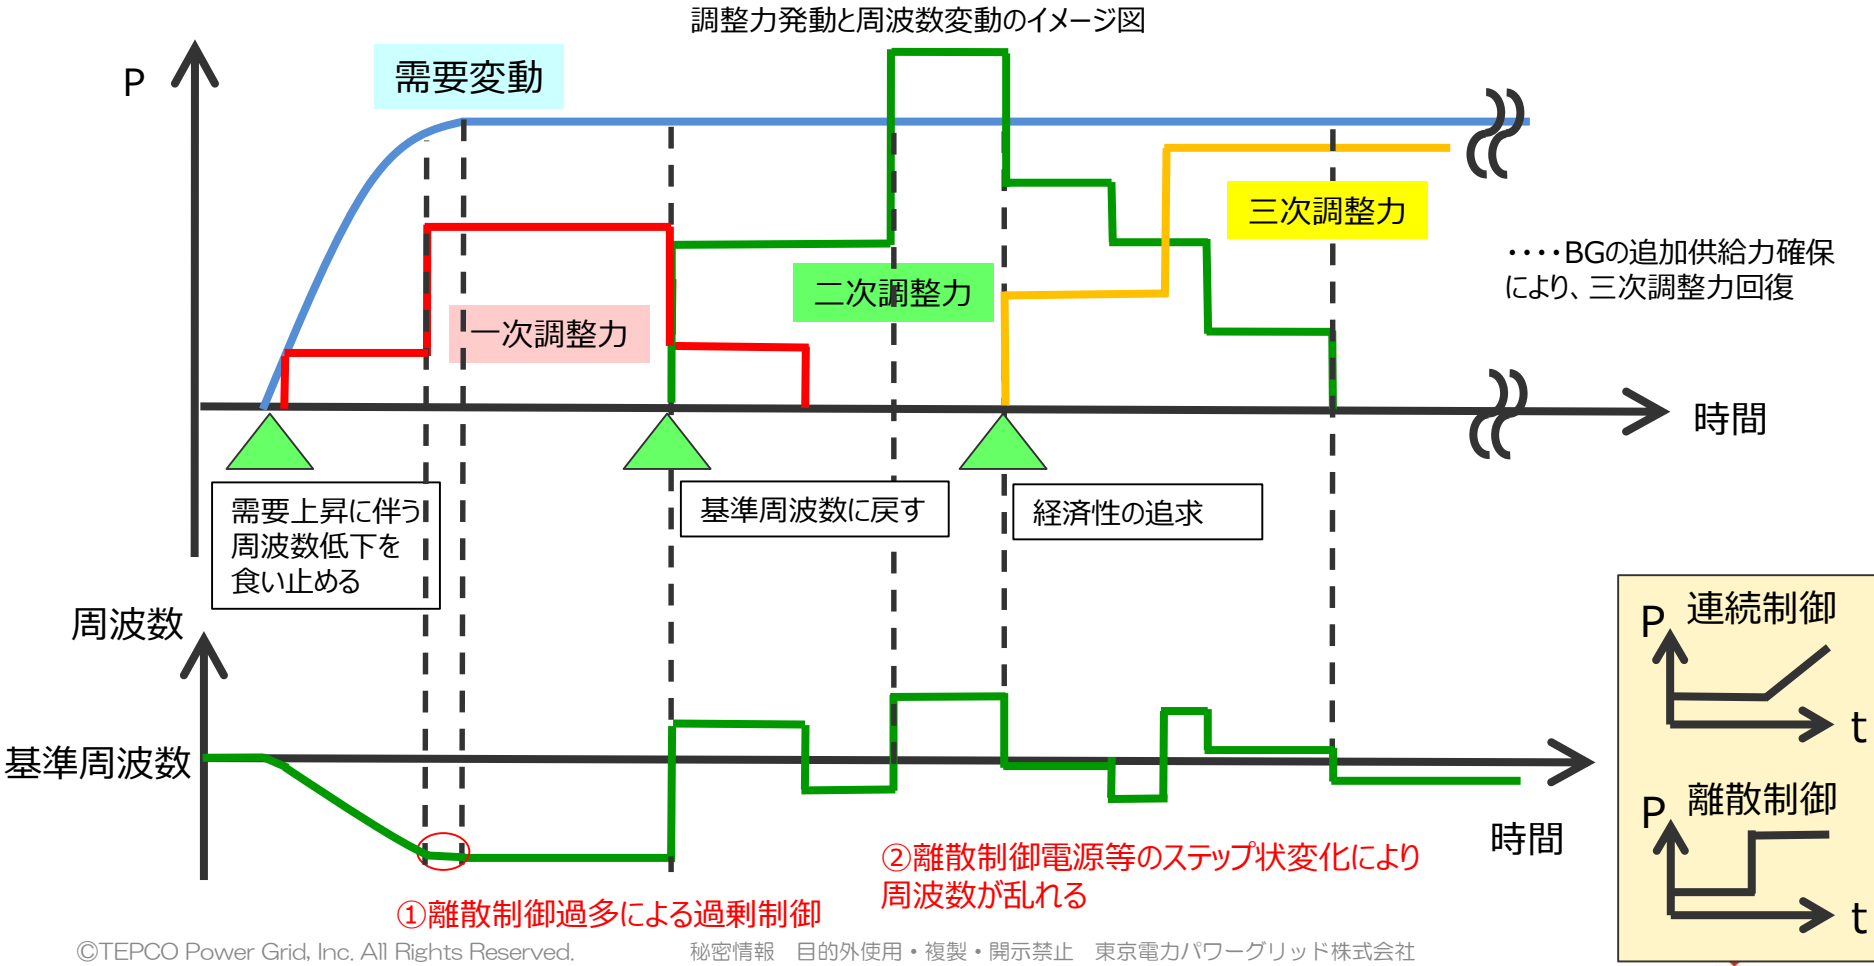 調整力発動と周波数変動のイメージ図
P
需要変動
三次調整力
・・・・BGの追加供給力確保
により、三次調整力回復
二次調整力
一次調整力
時間
需要上昇に伴う
周波数低下を
食い止める
基準周波数に戻す
経済性の追求
周波数
基準周波数
時間
連続制御
P
t
離散制御
P
t
①離散制御過多による過剰制御
②離散制御電源等のステップ状変化により
周波数が乱れる
©TEPCO Power Grid, Inc. All Rights Reserved.
秘密情報 目的外使用・複製・開示禁止 東京電力パワーグリッド株式会社